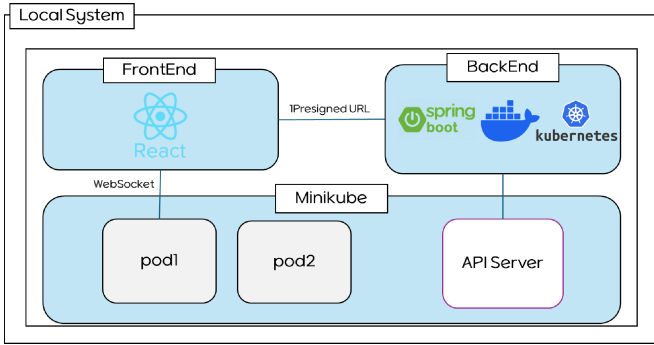 Local System
FrontEnd
BackEnd
1Presigned URL
React
spring
boot
kubernetes
WebSocket
Minikube
pod1
pod2
API Server